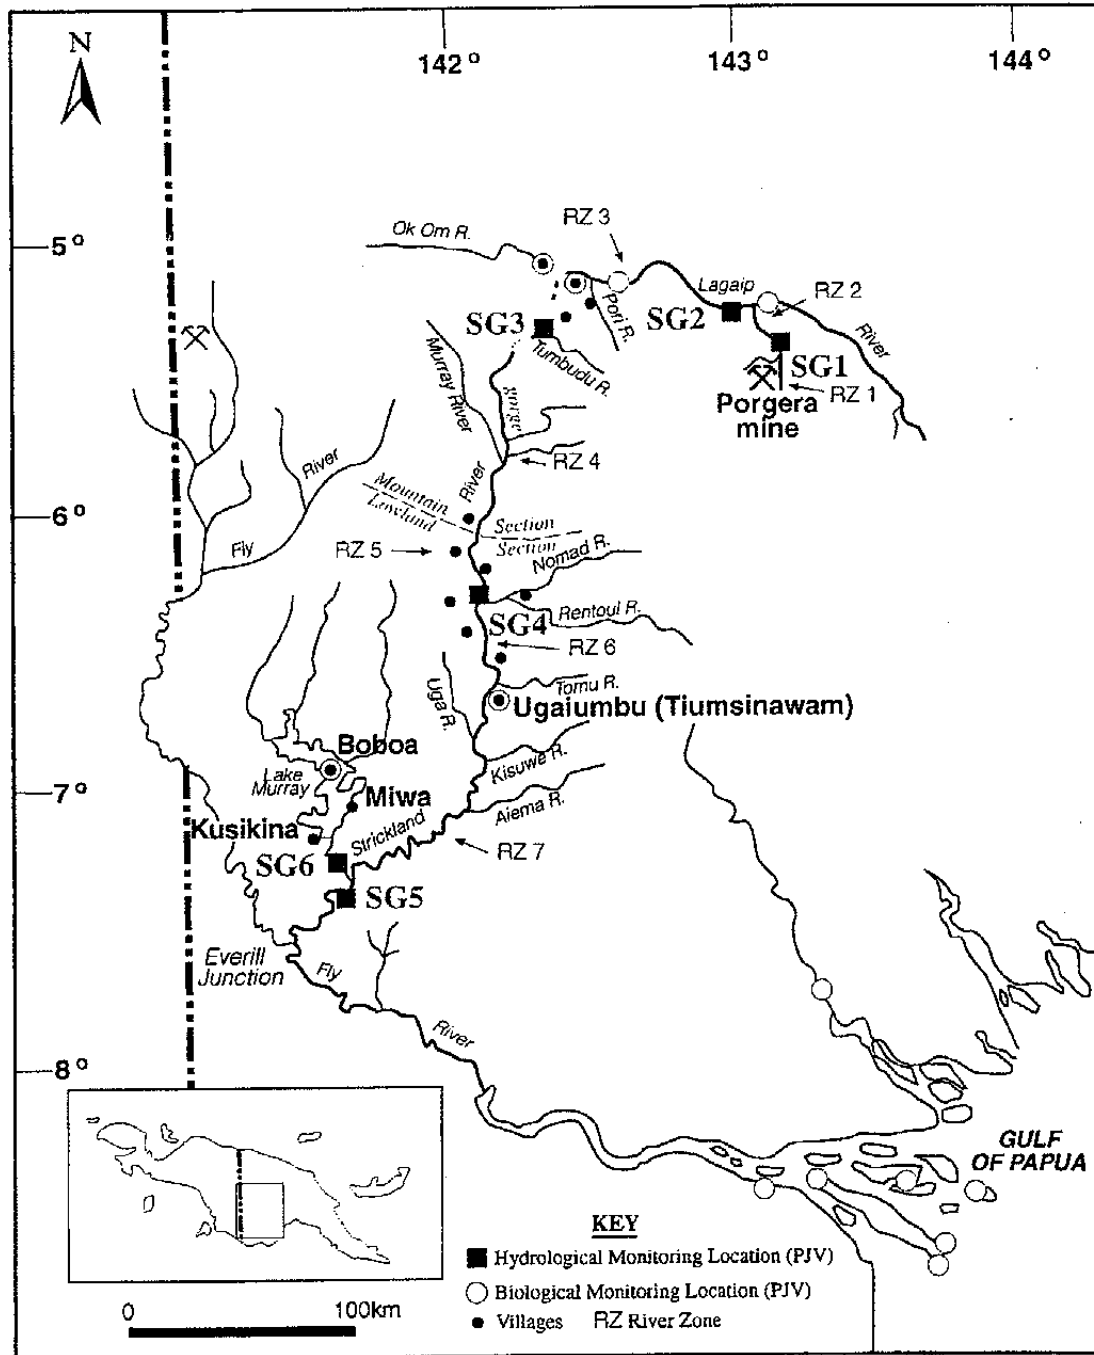 N
142°
143°
144°
5°
6°
7°
8°
Ok Om R.
RZ 3
Lagaip
River
RZ 2
Pori R.
SG3
SG2
SG1
RZ 1
Porgera
mine
Tumbudu R.
Murray River
gorge
RZ 4
River
Mountain
Lowland
Section
Section
River
Fly
RZ 5
Nomad R.
Rentoul R.
SG4
RZ 6
Tomu R.
Uga R.
Ugaiumbu (Tiumsinawam)
Boboa
Lake
Murray
Miwa
Kisuwe R.
Aiema R.
Kusikina
Strickland
RZ 7
SG6
SG5
Everill
Junction
Fly
River
GULF
OF PAPUA
KEY
Hydrological Monitoring Location (PJV)
Biological Monitoring Location (PJV)
Villages RZ River Zone
0 100km